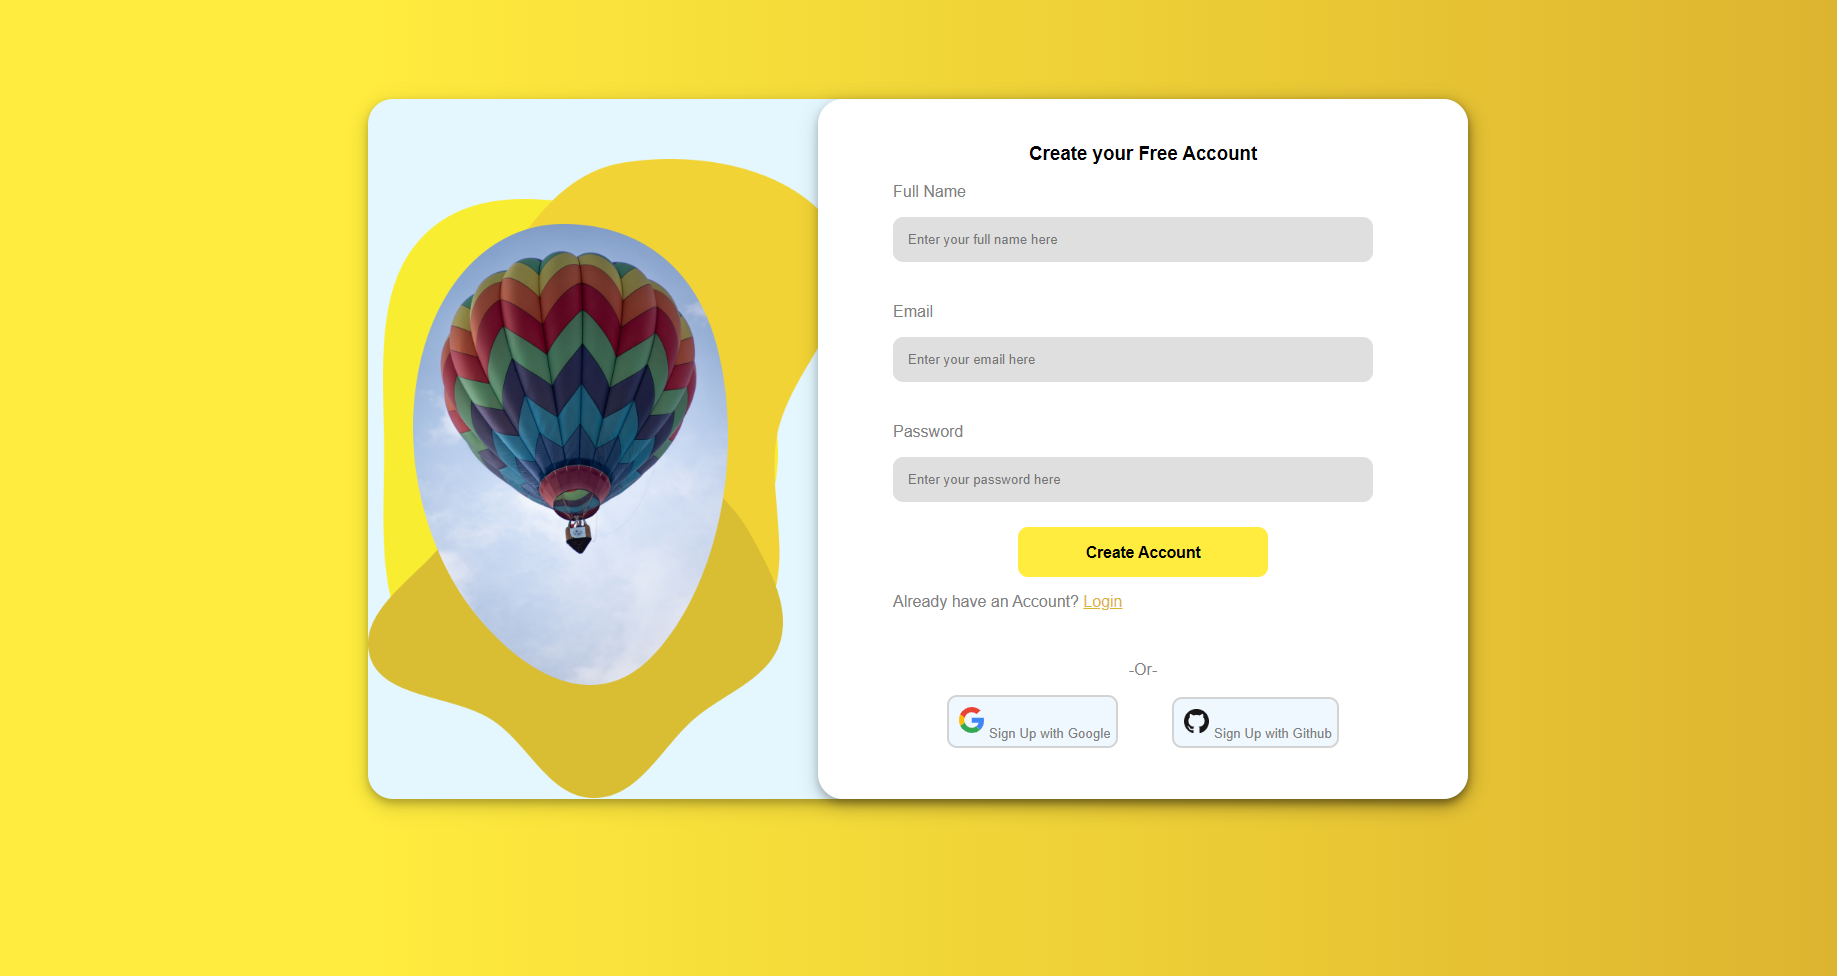 Create your Free Account
Full Name
Enter your full name here
Email
Enter your email here
Password
Enter your password here
Create Account
Already have an Account? Login
-Or-
Sign Up with Google
Sign Up with Github